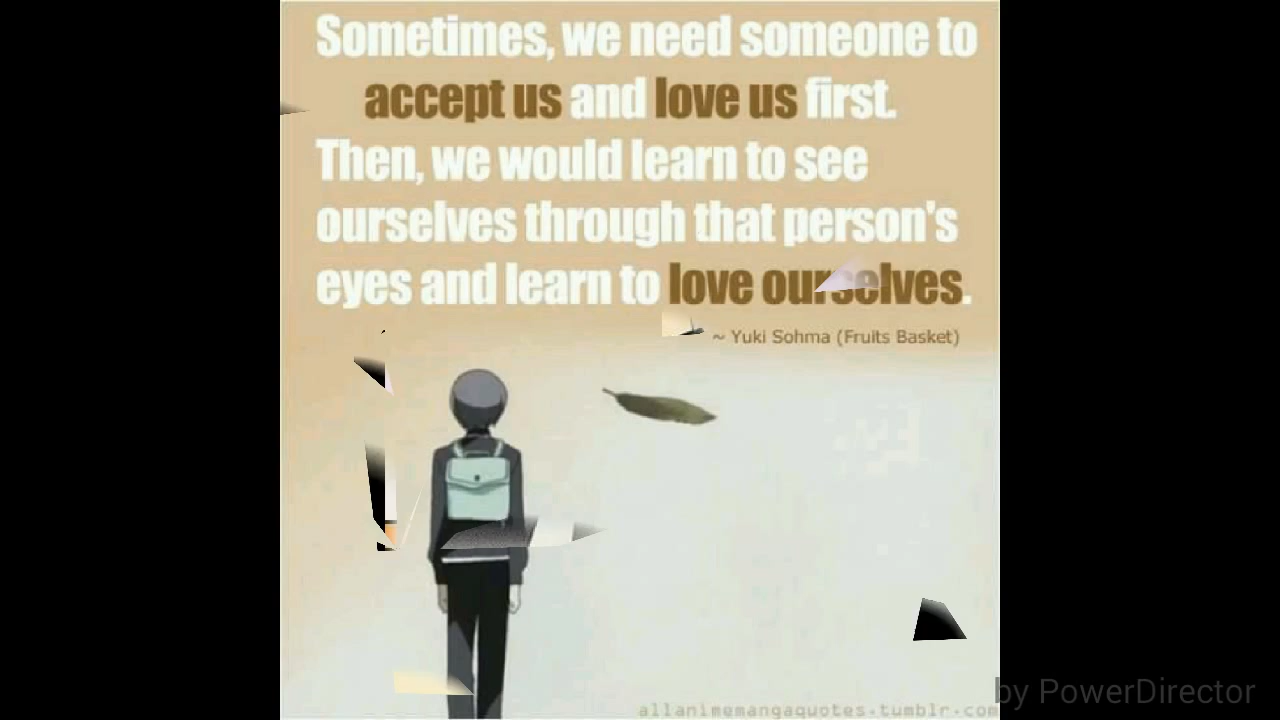 Sometimes, we need someone to
accept us and love us first.
Then, we would learn to see
ourselves through that person's
eyes and learn to love ourselves.
~ Yuki Sohma (Fruits Basket)
by PowerDirector
allanimemangaquotes.tumblr.com